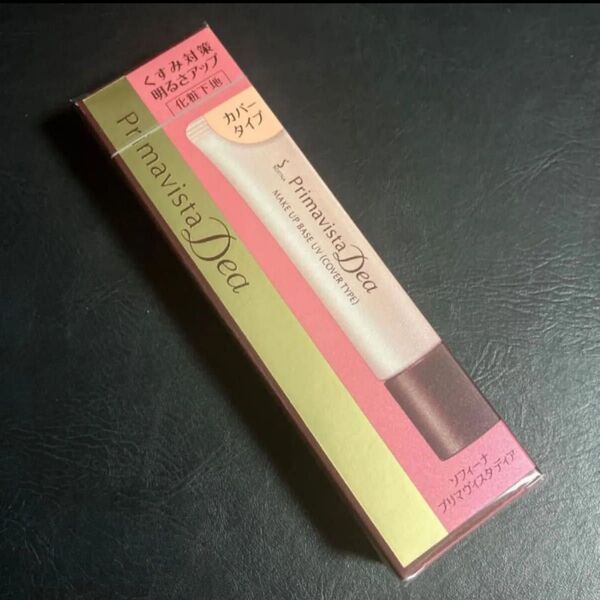 くすみ対策
明るさアップ
化粧下地
カバー
タイプ
Primavista
Dea
S
SOFINA
Primavista
Dea
MAKE UP BASE UV (COVER TYPE)
ソフィーナ
プリマヴィスタ ディア